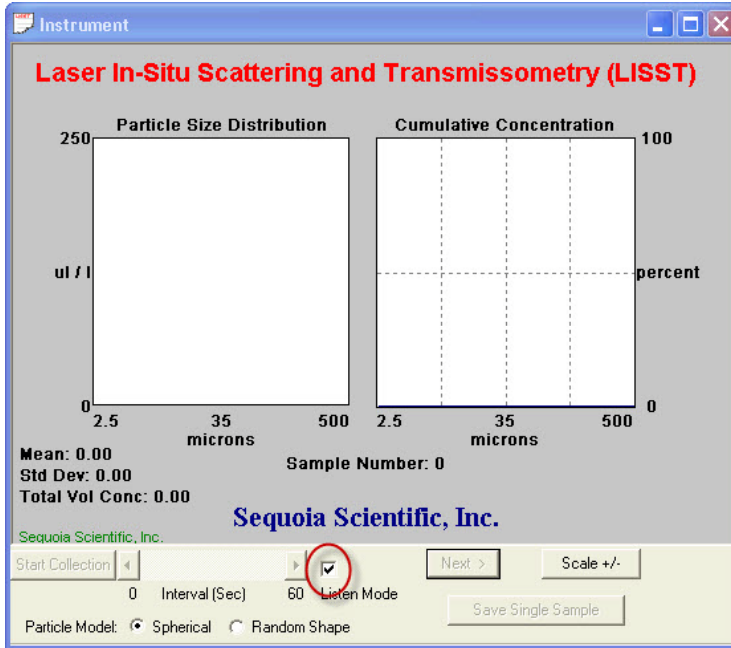 Instrument
Laser In-Situ Scattering and Transmissometry (LISST)
Particle Size Distribution
Cumulative Concentration
250
100
ul / l
percent
0
0
2.5 35 500
2.5 35 500
microns
microns
Mean: 0.00
Sample Number: 0
Std Dev: 0.00
Total Vol Conc: 0.00
Sequoia Scientific, Inc.
Sequoia Scientific, Inc.
Start Collection
Next >
Scale +/-
0 Interval (Sec) 60 Listen Mode
Save Single Sample
Particle Model: Spherical Random Shape